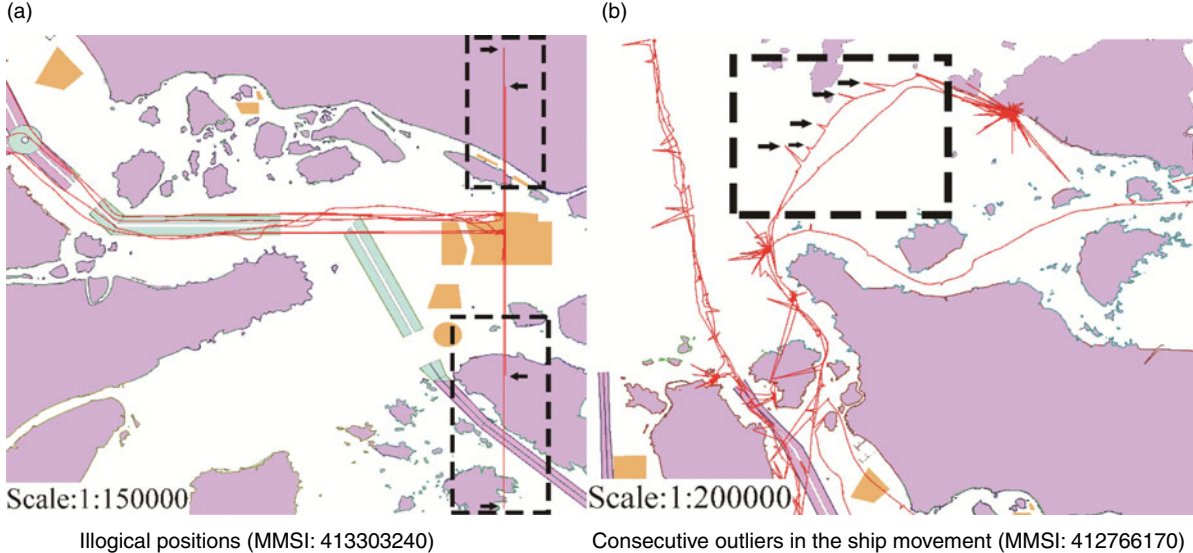 (a)
(b)
Scale:1:150000
Scale:1:200000
Illogical positions (MMSI: 413303240)
Consecutive outliers in the ship movement (MMSI: 412766170)